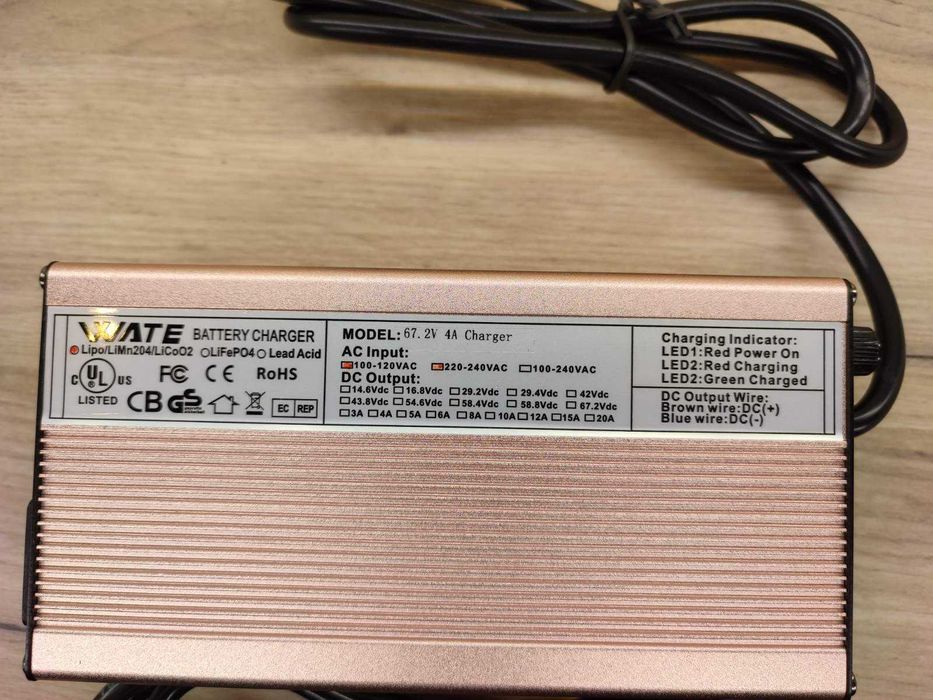 WATE BATTERY CHARGER
Lipo/LiMn204/LiCoO2 LiFePO4 Lead Acid
C UL US FC CE RoHS
LISTED CB GS EC REP
MODEL: 67.2V 4A Charger
AC Input:
100-120VAC 220-240VAC 100-240VAC
DC Output:
14.6Vdc 16.8Vdc 29.2Vdc 29.4Vdc 42Vdc
43.8Vdc 54.6Vdc 58.4Vdc 58.8Vdc 67.2Vdc
3A 4A 5A 6A 8A 10A 12A 15A 20A
Charging Indicator:
LED1:Red Power On
LED2:Red Charging
LED2:Green Charged
DC Output Wire:
Brown wire:DC(+)
Blue wire:DC(-)